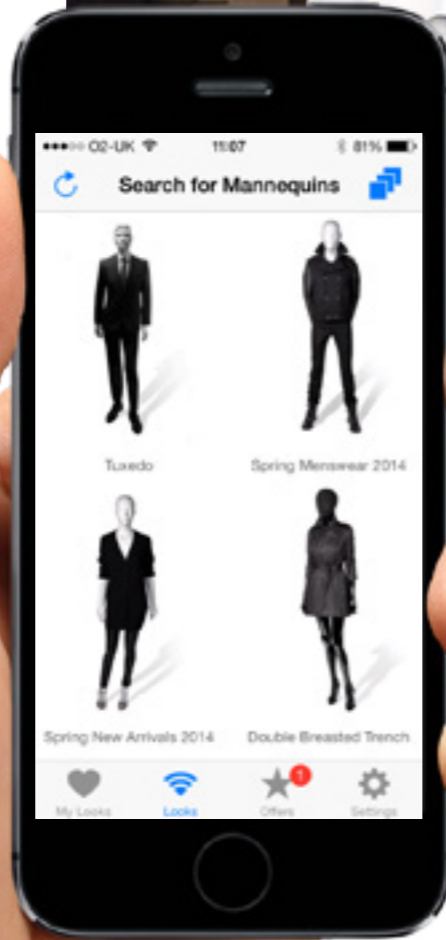 O2-UK 11:07 81%
Search for Mannequins
Tuxedo Spring Menswear 2014
Spring New Arrivals 2014 Double Breasted Trench
1
My Looks Looks Offers Settings